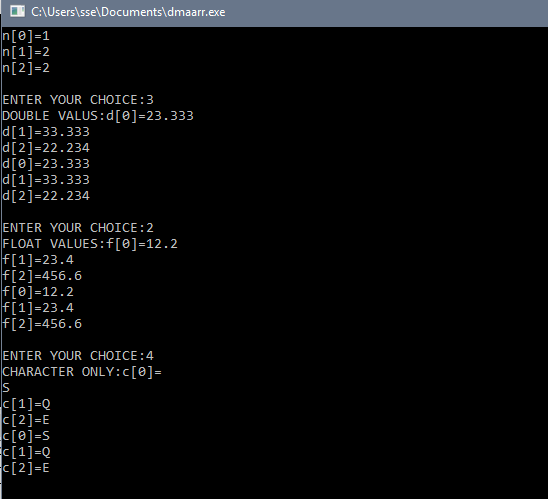 C:\Users\sse\Documents\dmaarr.exe
n[0]=1
n[1]=2
n[2]=2
ENTER YOUR CHOICE:3
DOUBLE VALUS:d[0]=23.333
d[1]=33.333
d[2]=22.234
d[0]=23.333
d[1]=33.333
d[2]=22.234
ENTER YOUR CHOICE:2
FLOAT VALUES:f[0]=12.2
f[1]=23.4
f[2]=456.6
f[0]=12.2
f[1]=23.4
f[2]=456.6
ENTER YOUR CHOICE:4
CHARACTER ONLY:c[0]=
S
c[1]=Q
c[2]=E
c[0]=S
c[1]=Q
c[2]=E